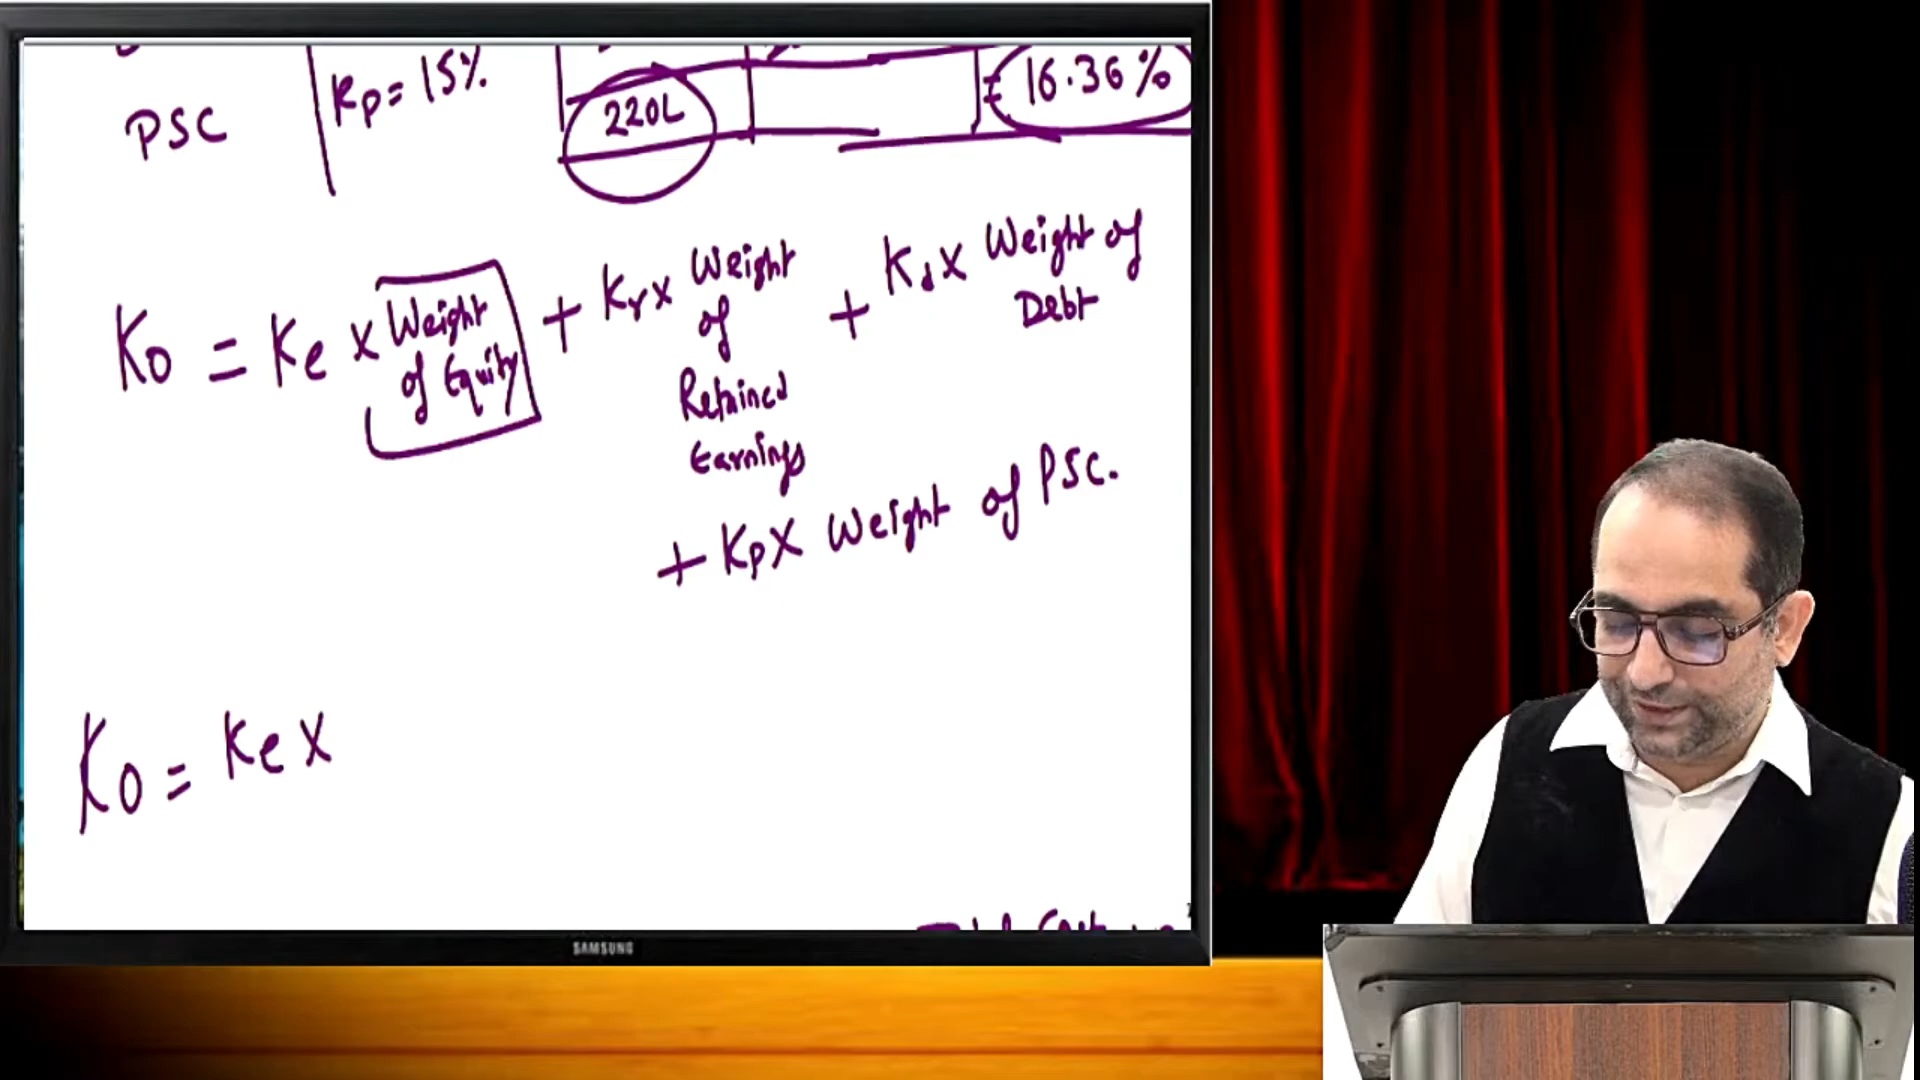 PSC Kp = 15% 220L = 16.36%
Ko = Ke x Weight of Equity + Kr x Weight of Retained Earnings + Kd x Weight of Debt
+ Kp x Weight of PSC.
Ko = Ke x
SAMSUNG